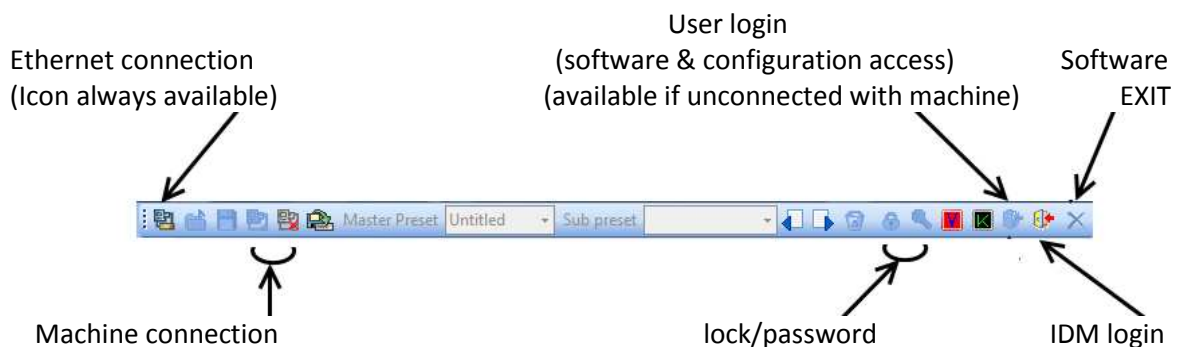 User login
Ethernet connection (software & configuration access) Software
(Icon always available) (available if unconnected with machine) EXIT
Master Preset Untitled Sub preset
Machine connection lock/password IDM login